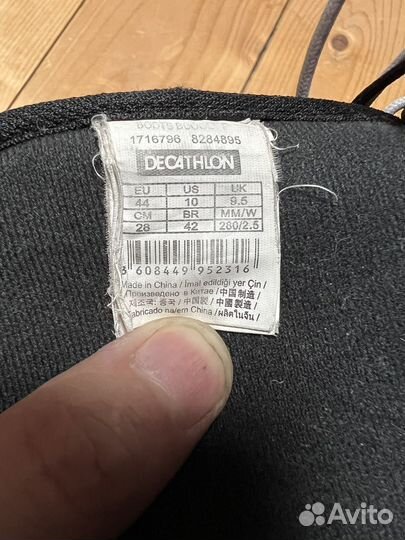 1716796 8284895
DECATHLON
EU US UK
44 10 9.5
CM BR MM/W
28 42 280/2.5
3 608449 952316
Made in China / İmal edildiği yer Çin /
Произведено в Китае /中国制造/
제조국: 중국 /中國製造/
Fabricado na/em China /ผลิตในจีน/
Avito